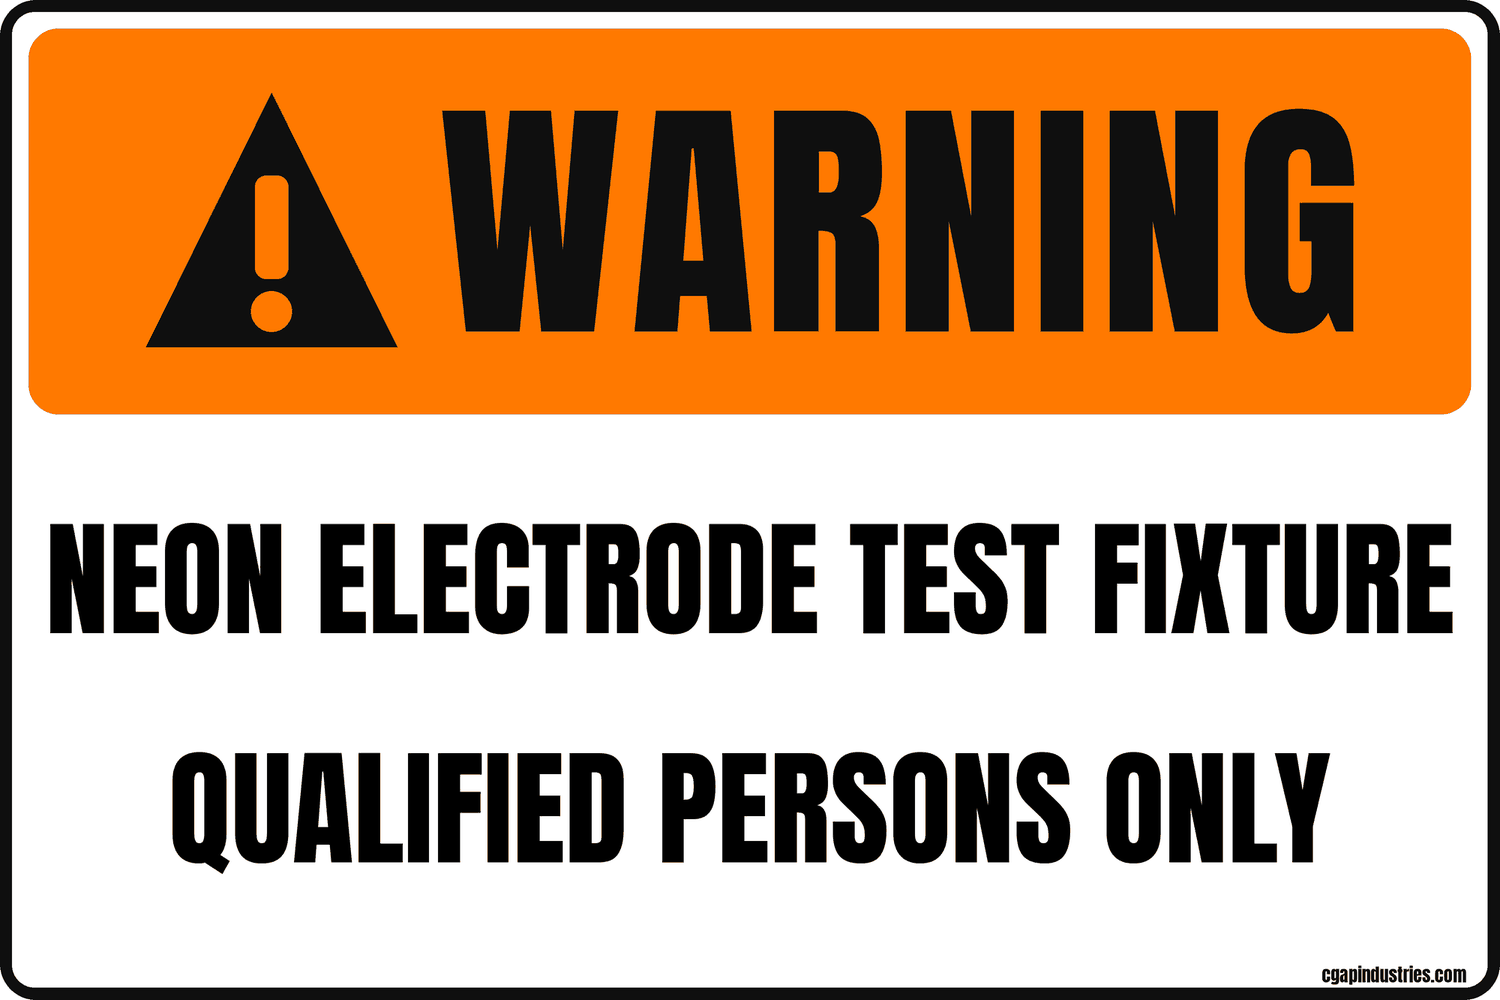 WARNING
NEON ELECTRODE TEST FIXTURE
QUALIFIED PERSONS ONLY
cgapindustries.com